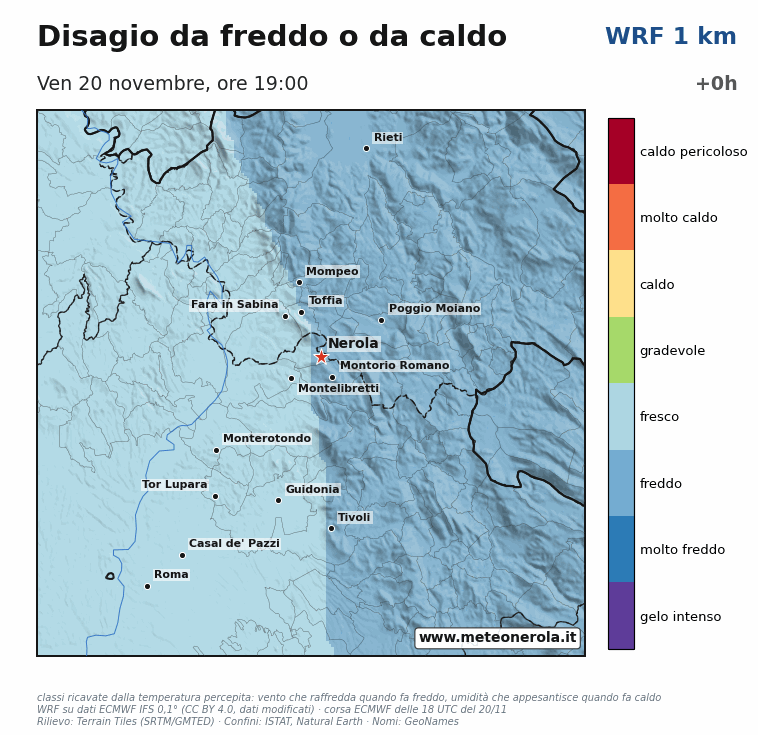 Disagio da freddo o da caldo
WRF 1 km
Ven 20 novembre, ore 19:00
+0h
Rieti
Mompeo
Toffia
Fara in Sabina
Poggio Moiano
Nerola
Montorio Romano
Montelibretti
Monterotondo
Tor Lupara
Guidonia
Tivoli
Casal de' Pazzi
Roma
www.meteonerola.it
caldo pericoloso
molto caldo
caldo
gradevole
fresco
freddo
molto freddo
gelo intenso
classi ricavate dalla temperatura percepita: vento che raffredda quando fa freddo, umidità che appesantisce quando fa caldo
WRF su dati ECMWF IFS 0,1° (CC BY 4.0, dati modificati) · corsa ECMWF delle 18 UTC del 20/11
Rilievo: Terrain Tiles (SRTM/GMTED) · Confini: ISTAT, Natural Earth · Nomi: GeoNames